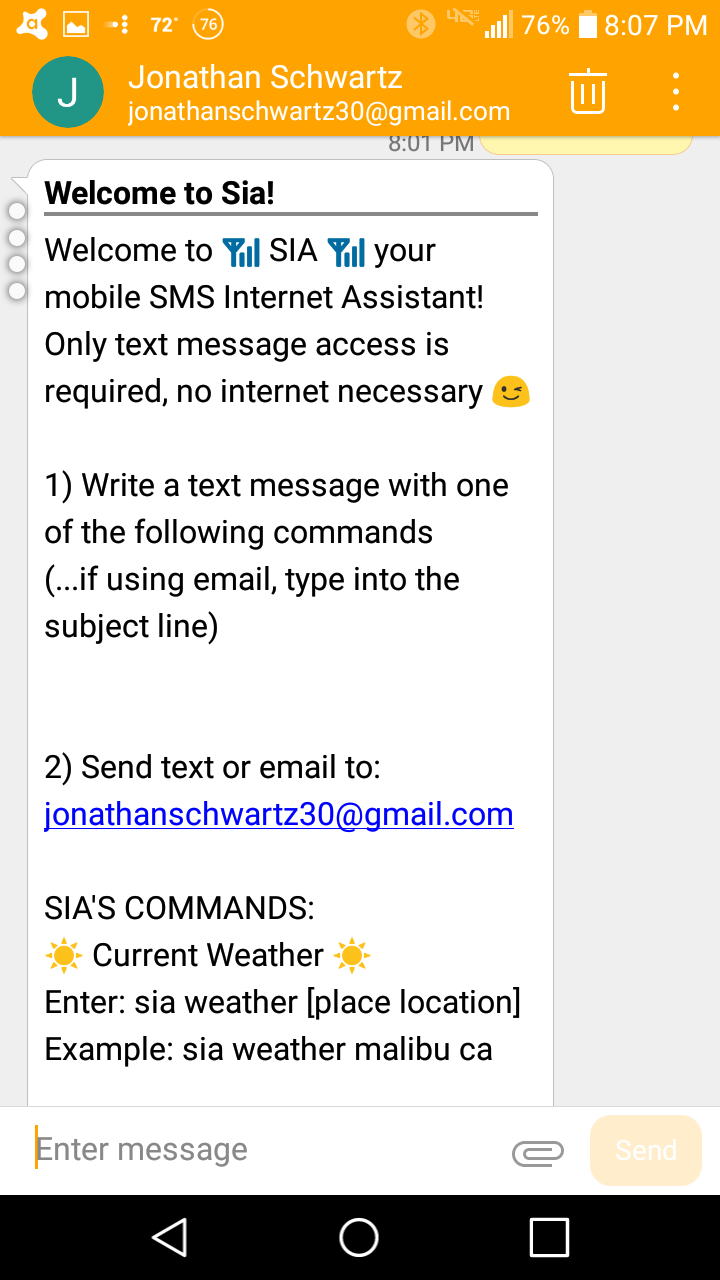 72°
76
76% 8:07 PM
J
Jonathan Schwartz
jonathanschwartz30@gmail.com
8:01 PM
Welcome to Sia!
Welcome to 📶 SIA 📶 your
mobile SMS Internet Assistant!
Only text message access is
required, no internet necessary 😉
1) Write a text message with one
of the following commands
(...if using email, type into the
subject line)
2) Send text or email to:
jonathanschwartz30@gmail.com
SIA'S COMMANDS:
☀ Current Weather ☀
Enter: sia weather [place location]
Example: sia weather malibu ca
Enter message
Send